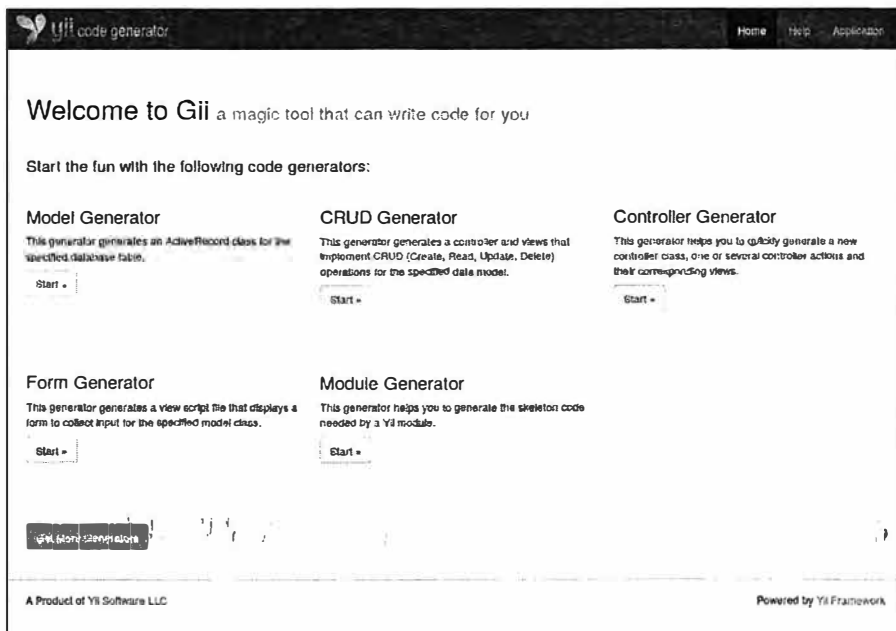 yii code generator
Home Help Application
Welcome to Gii a magic tool that can write code for you
Start the fun with the following code generators:
Model Generator
This generator generates an ActiveRecord class for the
specified database table.
Start »
CRUD Generator
This generator generates a controller and views that
implement CRUD (Create, Read, Update, Delete)
operations for the specified data model.
Start »
Controller Generator
This generator helps you to quickly generate a new
controller class, one or several controller actions and
their corresponding views.
Start »
Form Generator
This generator generates a view script file that displays a
form to collect input for the specified model class.
Start »
Module Generator
This generator helps you to generate the skeleton code
needed by a Yii module.
Start »
Get More Generators
A Product of Yii Software LLC
Powered by Yii Framework